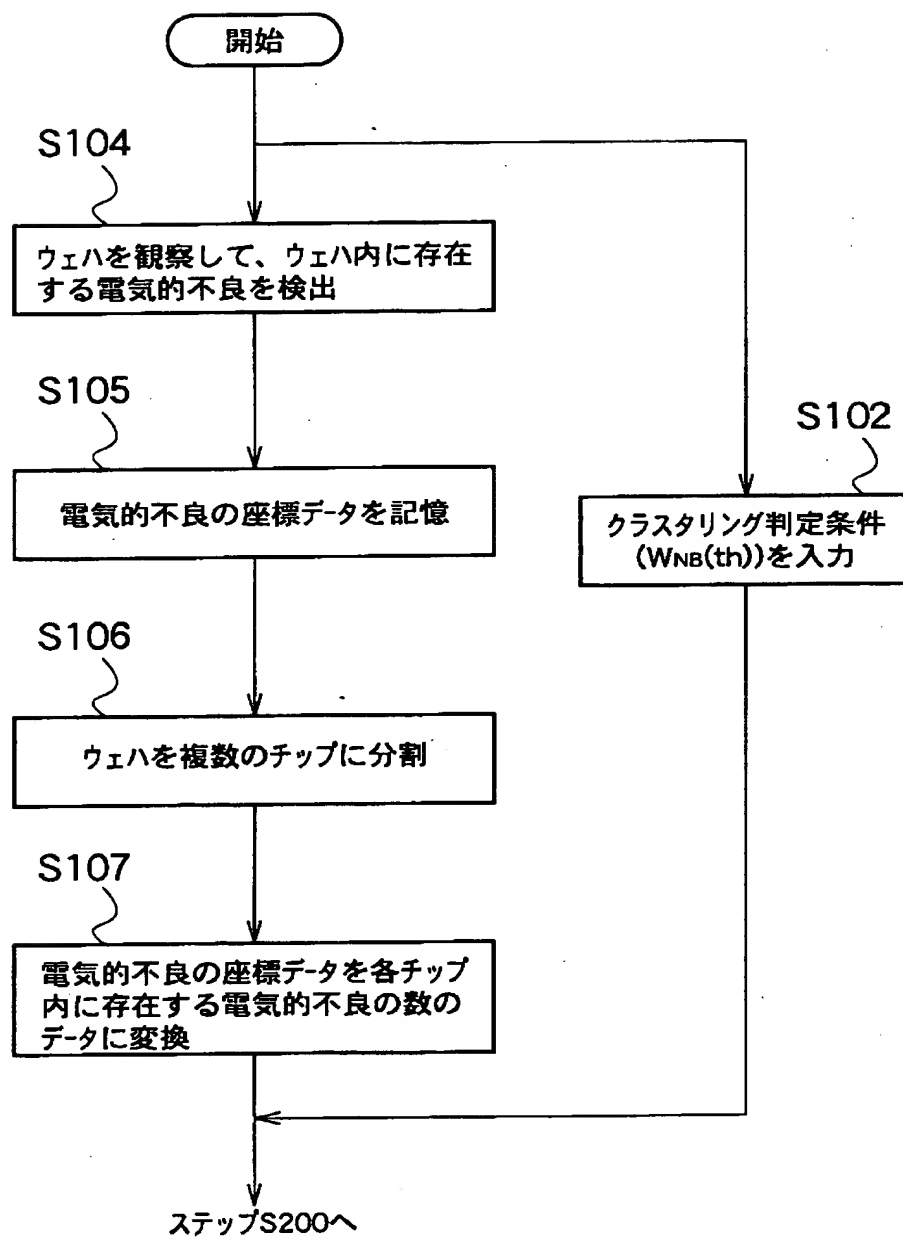 開始
S104
ウェハを観察して、ウェハ内に存在
する電気的不良を検出
S105
電気的不良の座標データを記憶
S102
クラスタリング判定条件
(WNB(th))を入力
S106
ウェハを複数のチップに分割
S107
電気的不良の座標データを各チップ
内に存在する電気的不良の数の
データに変換
ステップS200へ